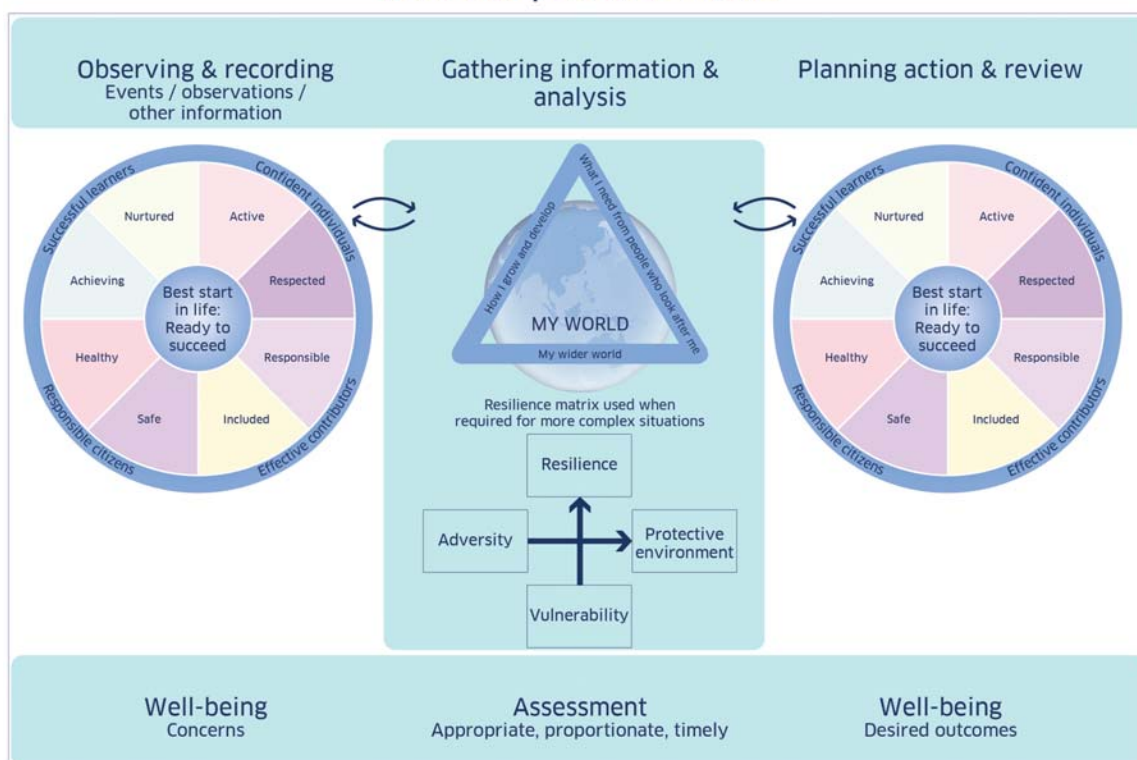 Observing & recording
Events / observations /
other information
Gathering information &
analysis
Planning action & review
Successful learners
Confident individuals
Nurtured
Active
Achieving
Respected
Best start
in life:
Ready to
succeed
Healthy
Responsible
Safe
Included
Responsible citizens
Effective contributors
How I grow and develop
What I need from people who look after me
MY WORLD
My wider world
Resilience matrix used when
required for more complex situations
Resilience
Adversity
Protective
environment
Vulnerability
Successful learners
Confident individuals
Nurtured
Active
Achieving
Respected
Best start
in life:
Ready to
succeed
Healthy
Responsible
Safe
Included
Responsible citizens
Effective contributors
Well-being
Concerns
Assessment
Appropriate, proportionate, timely
Well-being
Desired outcomes